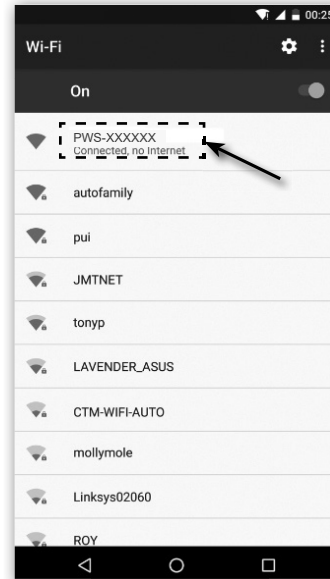 00:25
Wi-Fi
On
PWS-XXXXXX
Connected, no Internet
autofamily
pui
JMTNET
tonyp
LAVENDER_ASUS
CTM-WIFI-AUTO
mollymole
Linksys02060
ROY